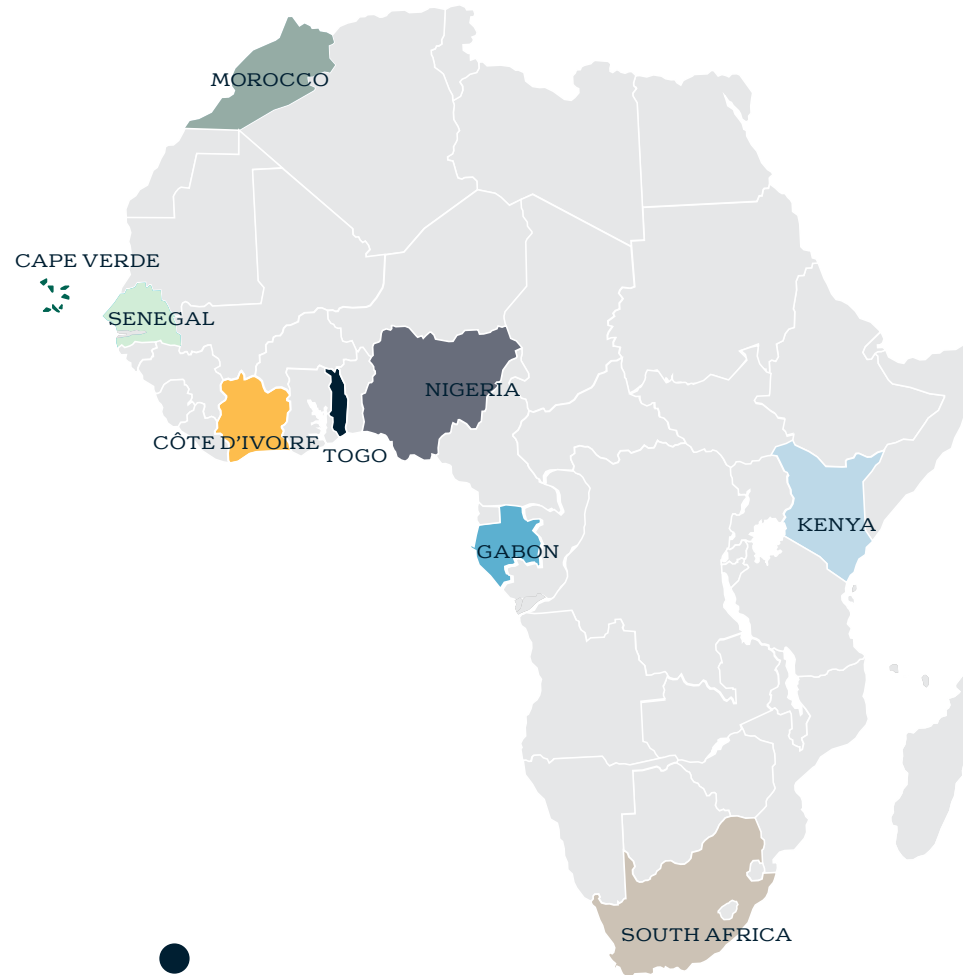 MOROCCO
CAPE VERDE
SENEGAL
NIGERIA
CÔTE D'IVOIRE
TOGO
KENYA
GABON
SOUTH AFRICA